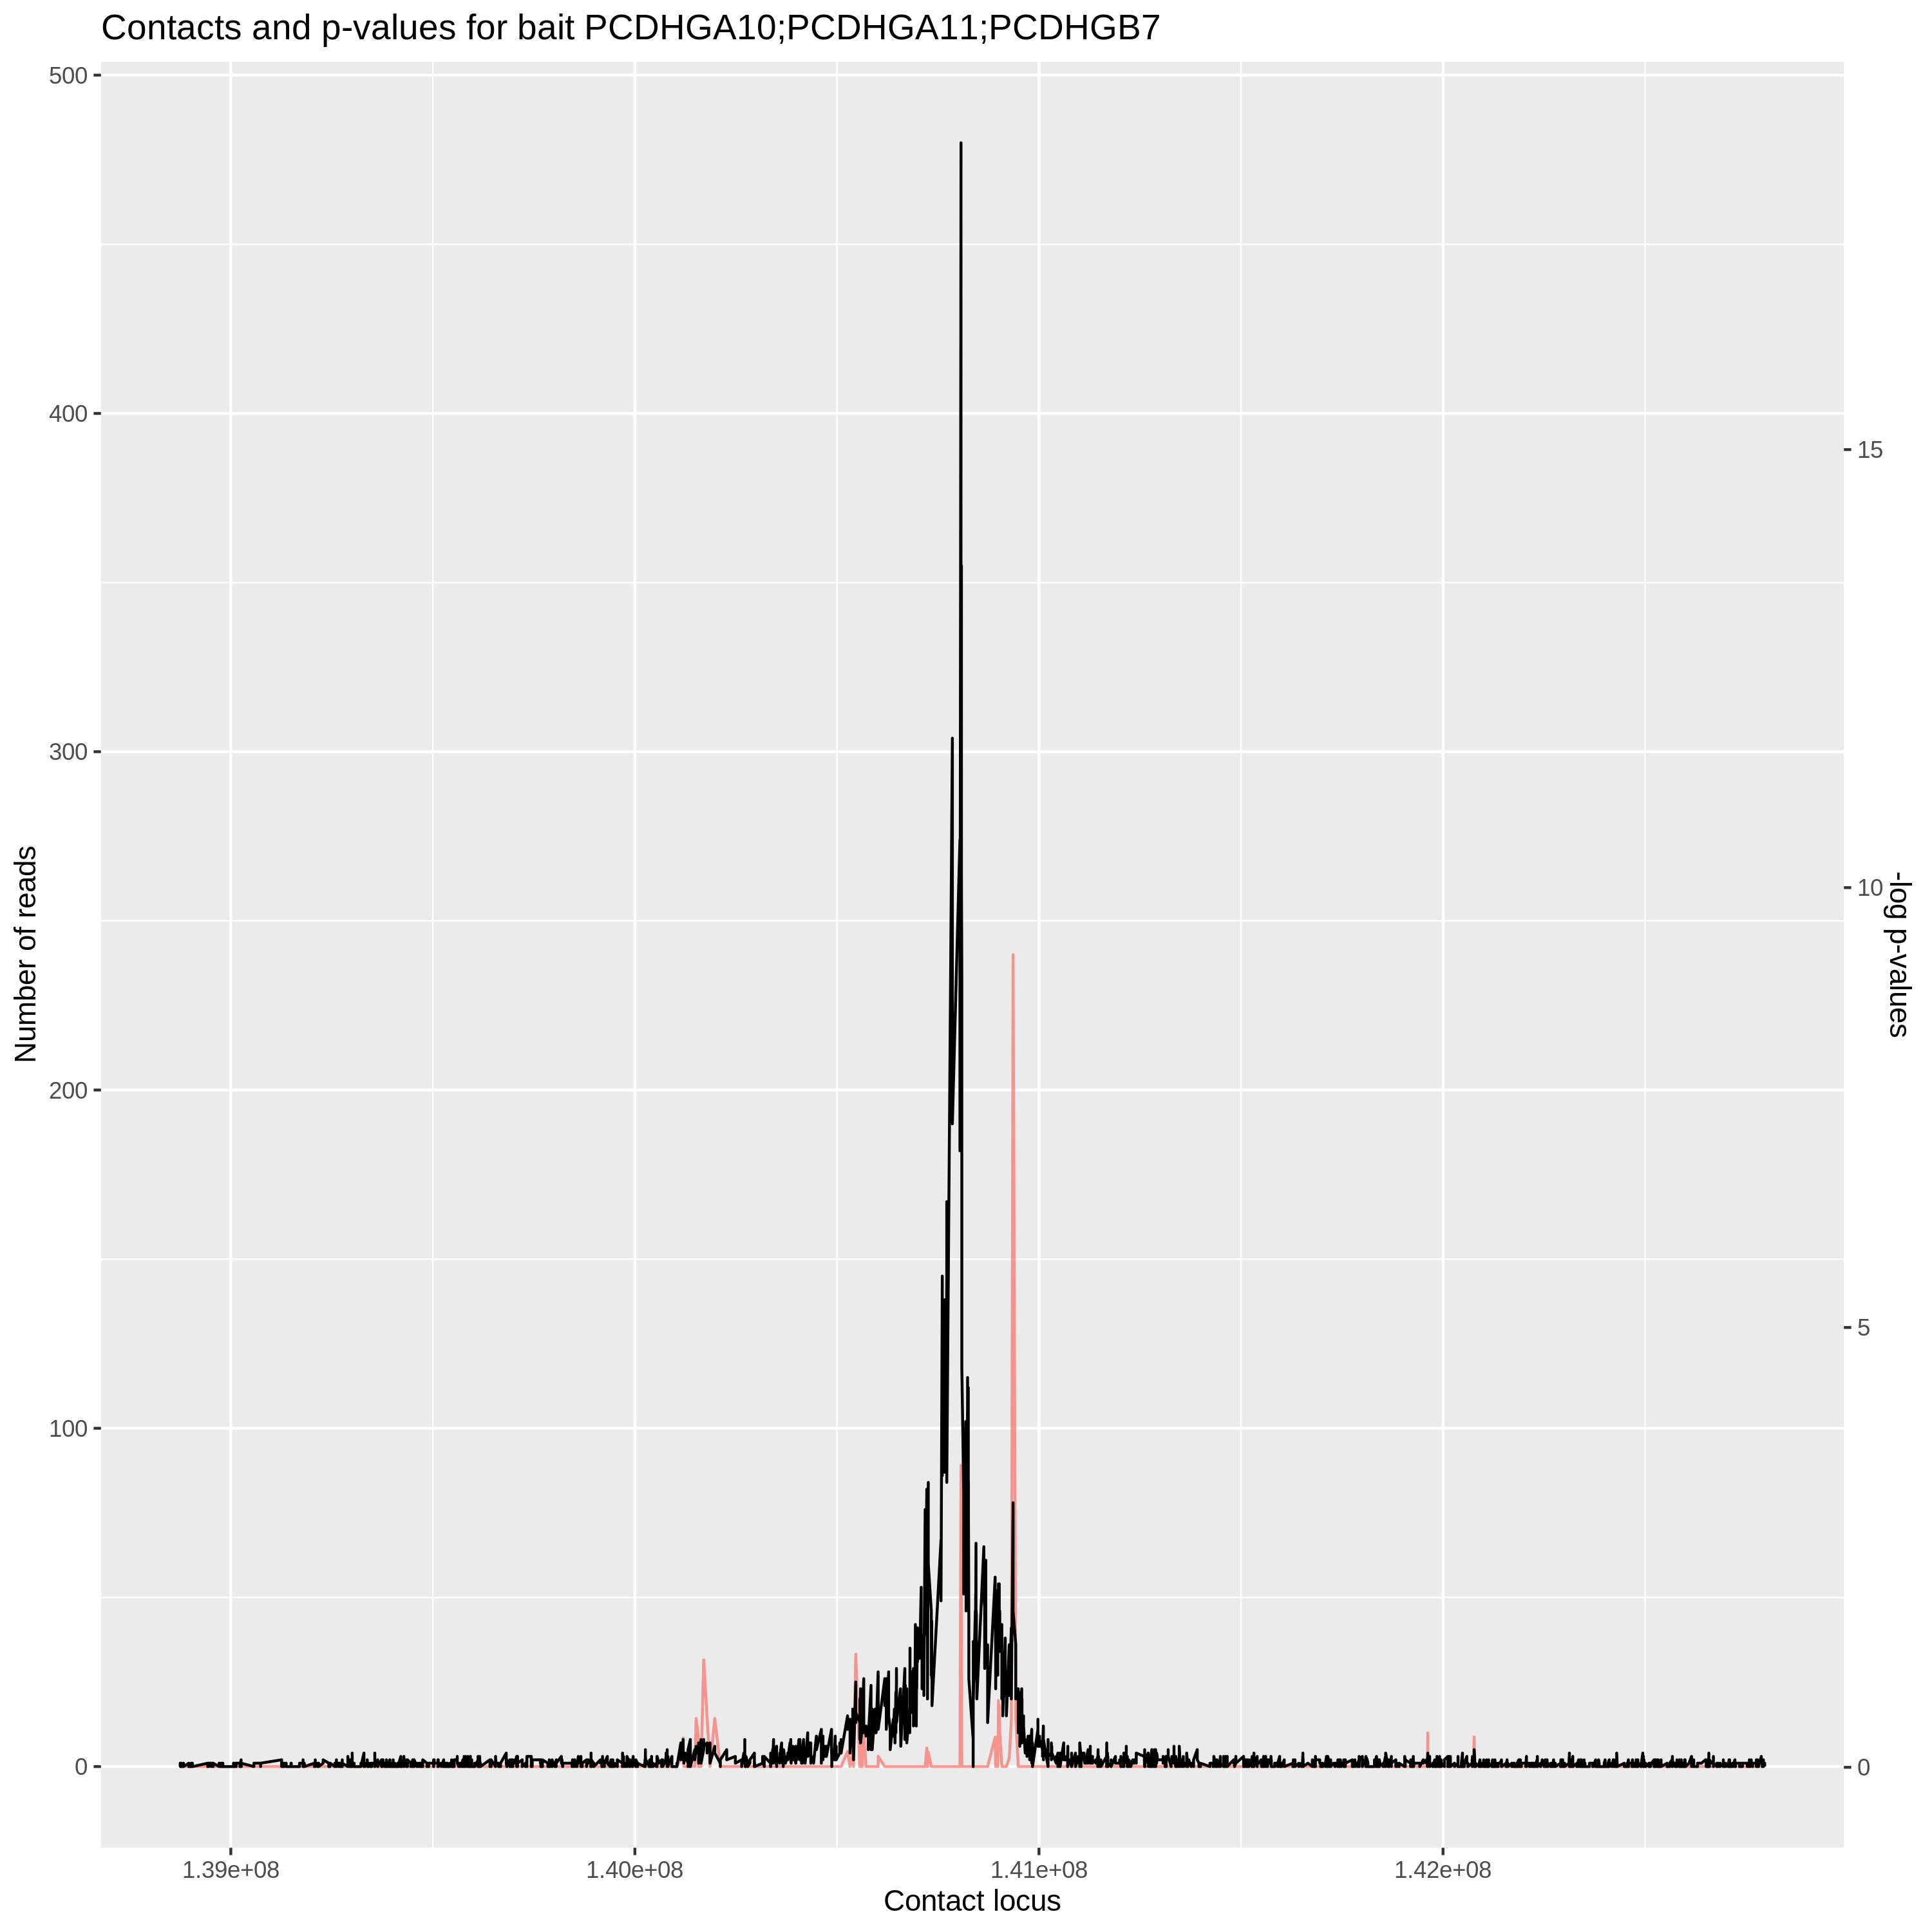 Contacts and p-values for bait PCDHGA10;PCDHGA11;PCDHGB7
500
400
300
200
100
0
Number of reads
15
10
5
0
-log p-values
1.39e+08
1.40e+08
1.41e+08
1.42e+08
Contact locus